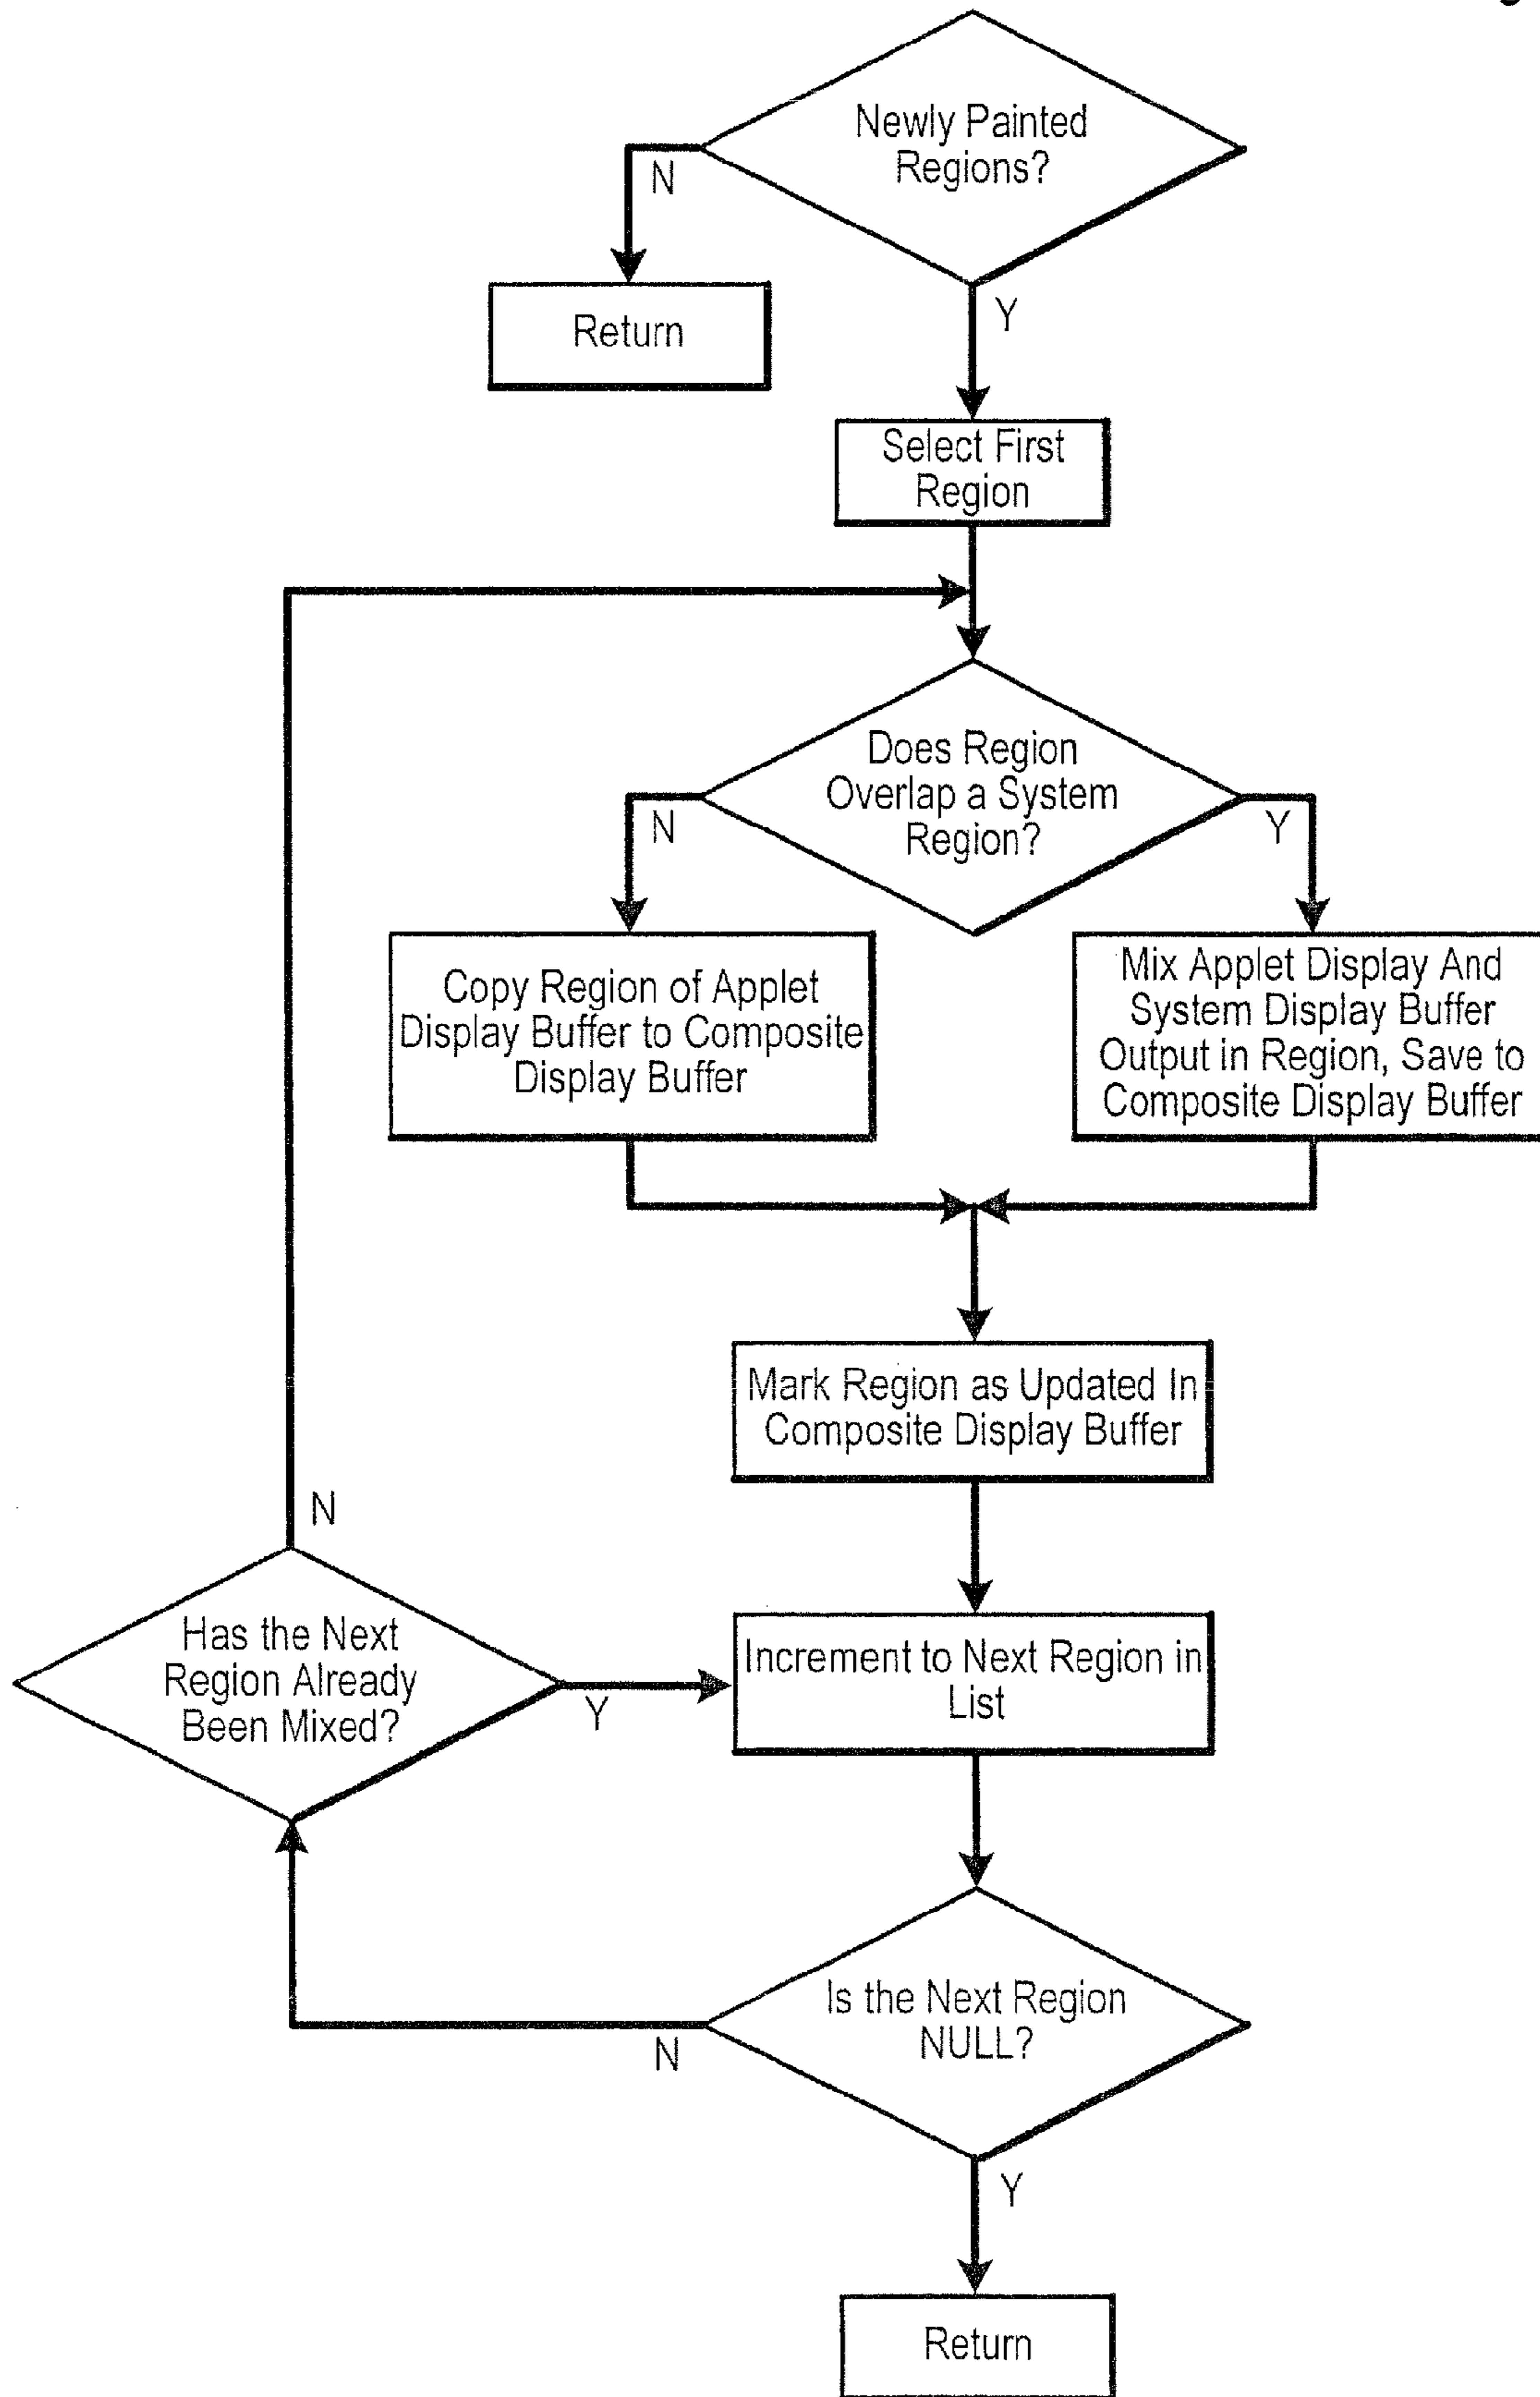 Newly Painted
Regions?
N
Return
Y
Select First
Region
Does Region
Overlap a System
Region?
N
Y
Copy Region of Applet
Display Buffer to Composite
Display Buffer
Mix Applet Display And
System Display Buffer
Output in Region, Save to
Composite Display Buffer
Mark Region as Updated In
Composite Display Buffer
N
Has the Next
Region Already
Been Mixed?
Y
Increment to Next Region in
List
Is the Next Region
NULL?
N
Y
Return